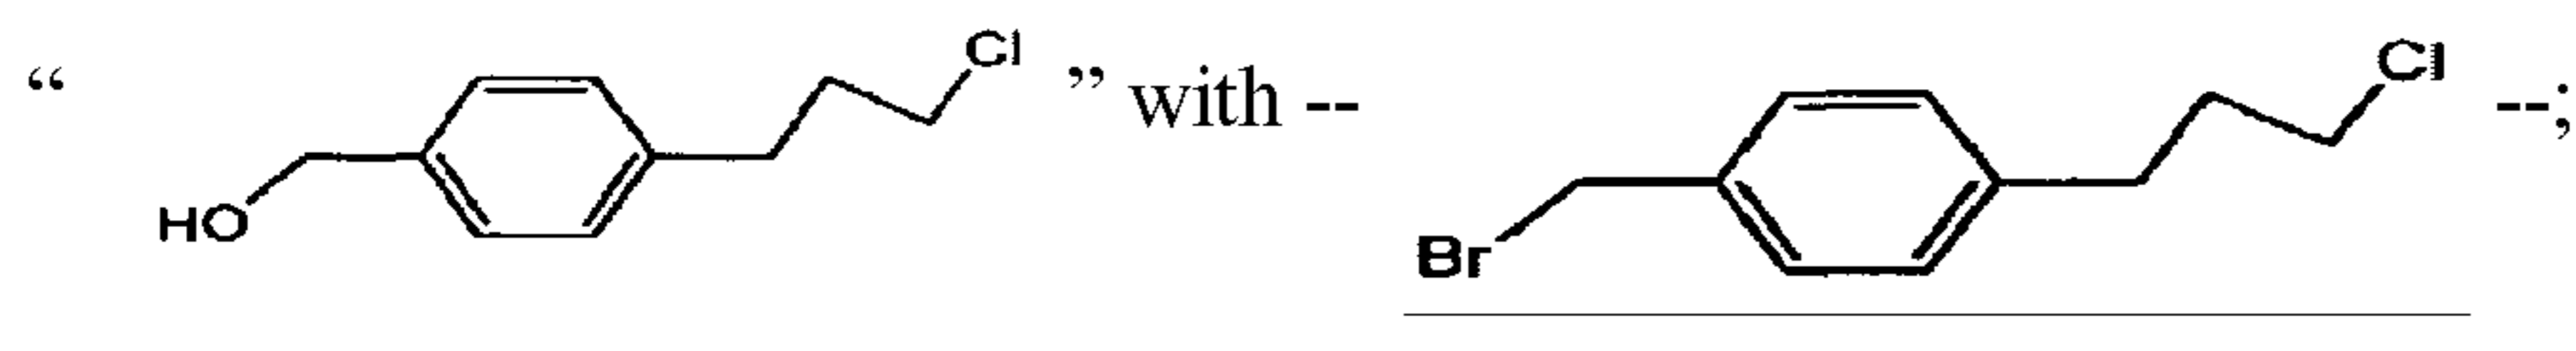 “ HO Cl ” with -- Br Cl --;